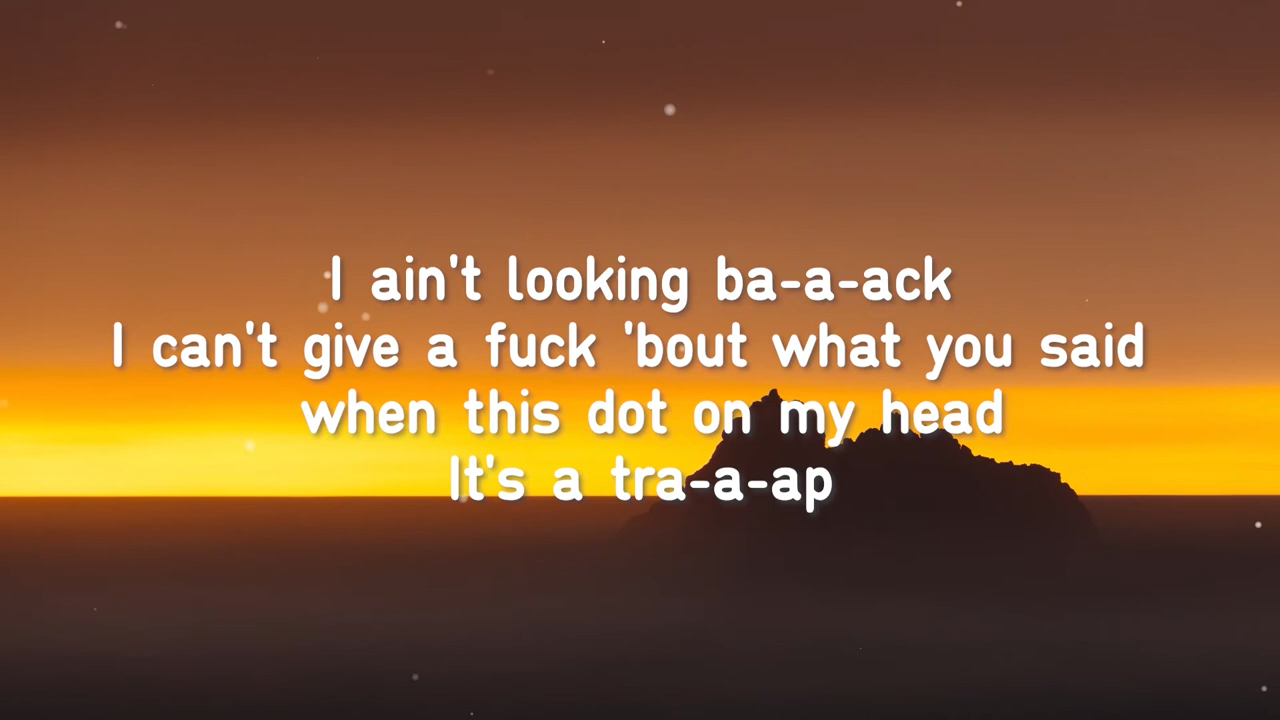 I ain't looking ba-a-ack
I can't give a fuck 'bout what you said
when this dot on my head
It's a tra-a-ap